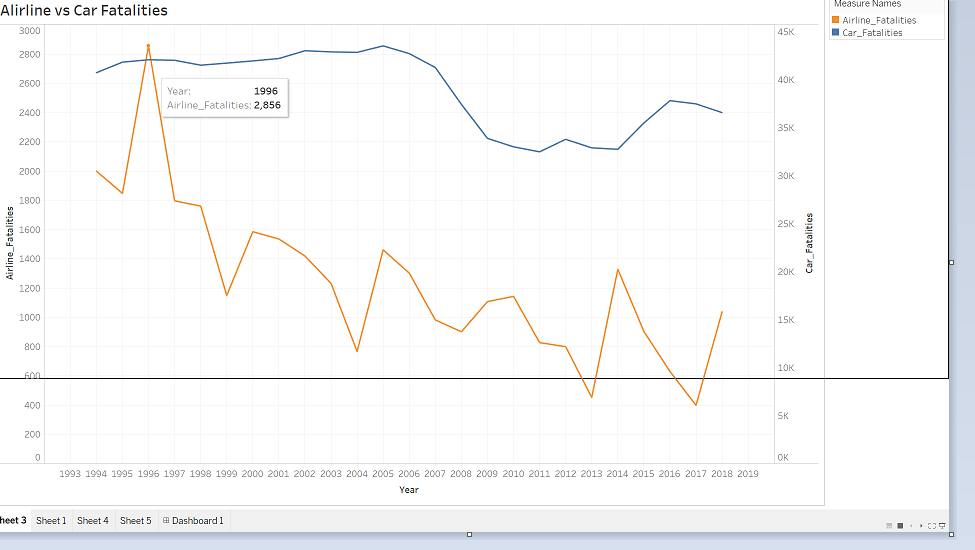 Alirline vs Car Fatalities
Measure Names
Airline_Fatalities
Car_Fatalities
3000
2800
2600
2400
2200
2000
1800
1600
1400
1200
1000
800
600
400
200
0
Airline_Fatalities
Year: 1996
Airline_Fatalities: 2,856
45K
40K
35K
30K
25K
20K
15K
10K
5K
0K
Car_Fatalities
1993 1994 1995 1996 1997 1998 1999 2000 2001 2002 2003 2004 2005 2006 2007 2008 2009 2010 2011 2012 2013 2014 2015 2016 2017 2018 2019
Year
heet 3 Sheet 1 Sheet 4 Sheet 5 Dashboard 1